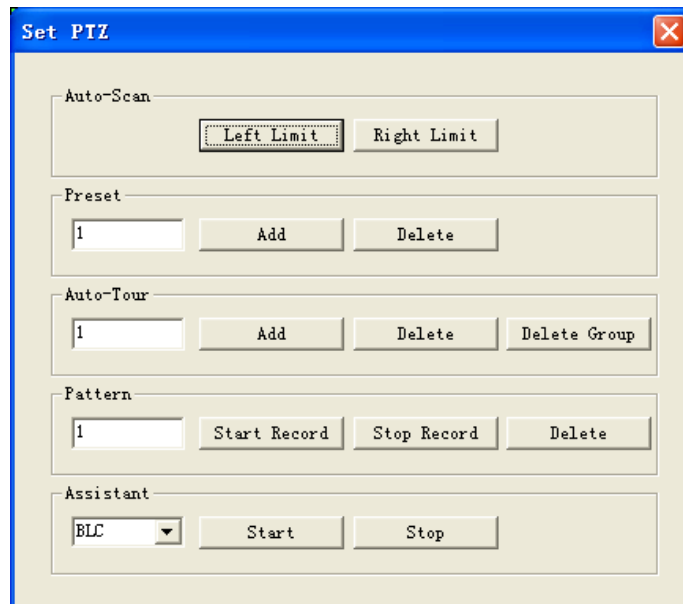 Set PTZ
Auto-Scan
Left Limit Right Limit
Preset
1 Add Delete
Auto-Tour
1 Add Delete Delete Group
Pattern
1 Start Record Stop Record Delete
Assistant
BLC Start Stop